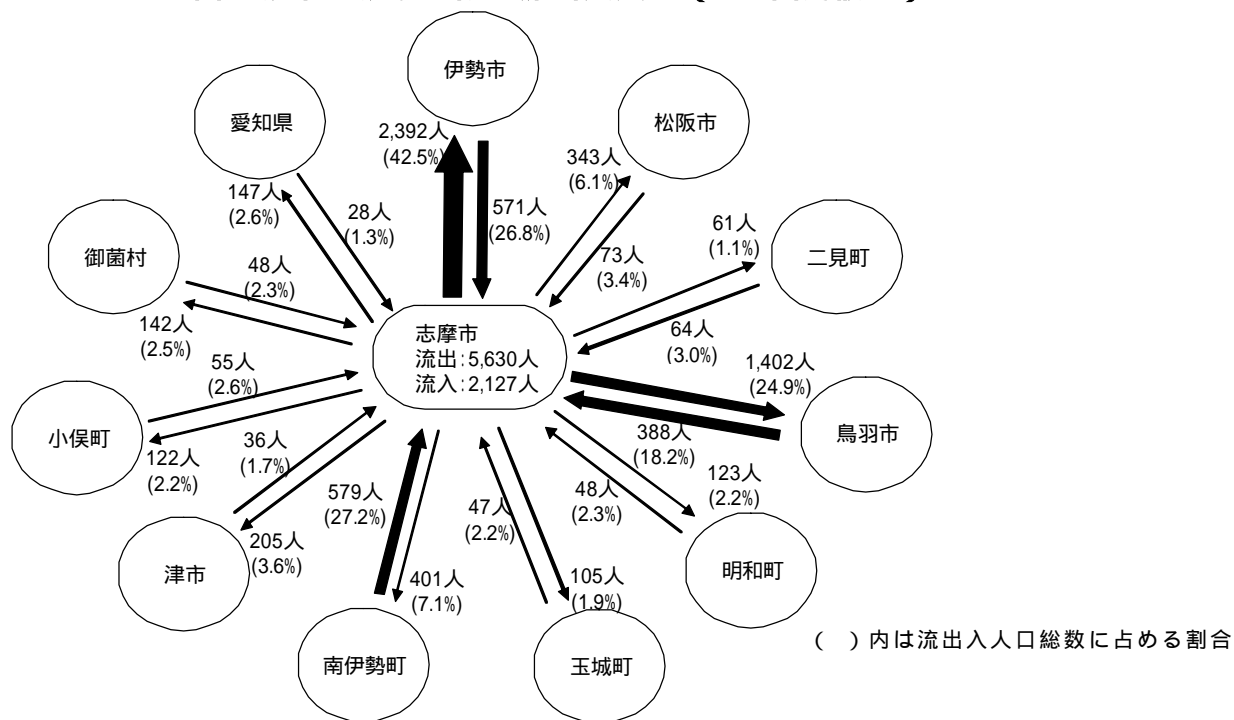 伊勢市
愛知県
松阪市
2,392人
(42.5%)
343人
(6.1%)
147人
(2.6%)
28人
(1.3%)
571人
(26.8%)
61人
(1.1%)
御薗村
二見町
48人
(2.3%)
73人
(3.4%)
142人
(2.5%)
志摩市
流出:5,630人
流入:2,127人
64人
(3.0%)
55人
(2.6%)
1,402人
(24.9%)
小俣町
鳥羽市
36人
(1.7%)
388人
(18.2%)
122人
(2.2%)
123人
(2.2%)
579人
(27.2%)
47人
(2.2%)
48人
(2.3%)
205人
(3.6%)
津市
明和町
401人
(7.1%)
105人
(1.9%)
( )内は流出入人口総数に占める割合
南伊勢町
玉城町